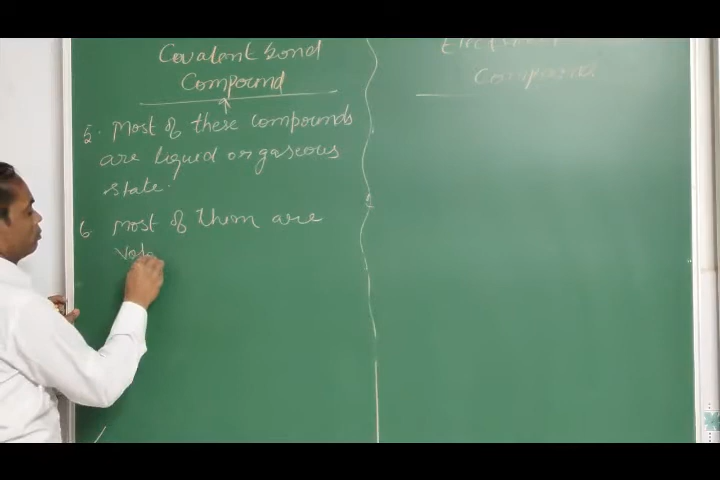 Covalent bond
Compound
5. Most of these compounds
are liquid or gaseous
state.
6 Most of them are
Compound